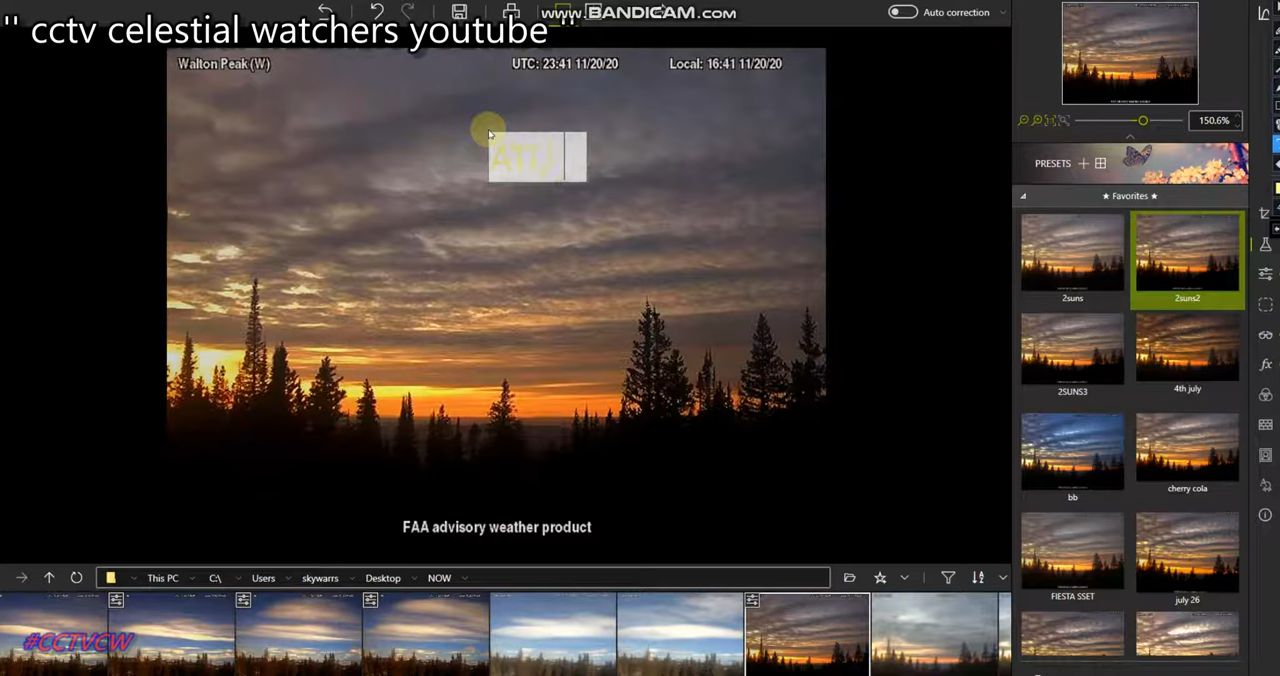 www.BANDICAM.com
Auto correction
" cctv celestial watchers youtube "
Walton Peak (W)
UTC: 23:41 11/20/20
Local: 16:41 11/20/20
150.6%
PRESETS
★ Favorites ★
2suns
2suns2
2SUNS3
4th july
bb
cherry cola
FIESTA SSET
july 26
FAA advisory weather product
This PC
C:\
Users
skywarrs
Desktop
NOW
#CCTVCW